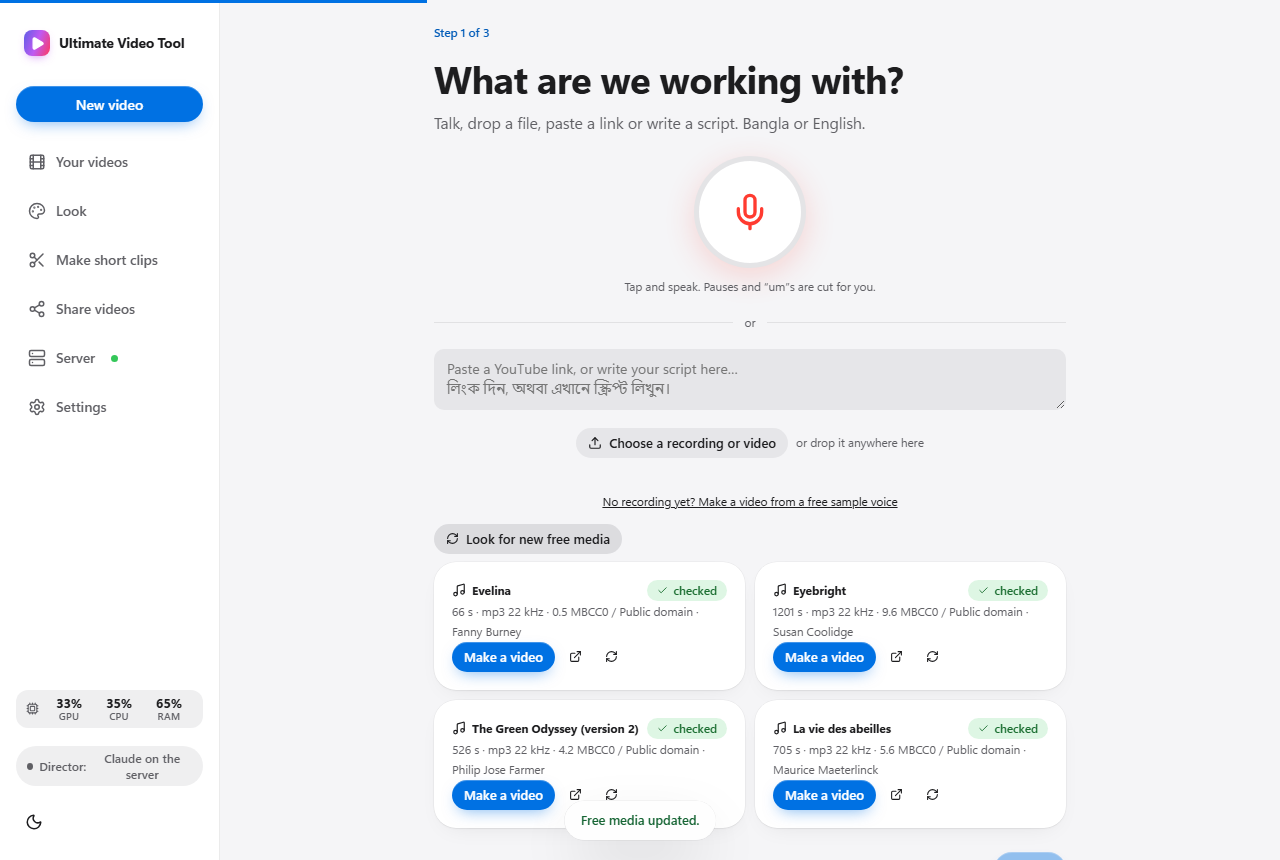 Ultimate Video Tool
New video
Your videos
Look
Make short clips
Share videos
Server
Settings
33%
GPU
35%
CPU
65%
RAM
Director:
Claude on the
server
Step 1 of 3
What are we working with?
Talk, drop a file, paste a link or write a script. Bangla or English.
Tap and speak. Pauses and “um”s are cut for you.
or
Paste a YouTube link, or write your script here...
লিংক দিন, অথবা এখানে স্ক্রিপ্ট লিখুন।
Choose a recording or video
or drop it anywhere here
No recording yet? Make a video from a free sample voice
Look for new free media
Evelina
checked
66 s · mp3 22 kHz · 0.5 MBCC0 / Public domain ·
Fanny Burney
Make a video
Eyebright
checked
1201 s · mp3 22 kHz · 9.6 MBCC0 / Public domain ·
Susan Coolidge
Make a video
The Green Odyssey (version 2)
checked
526 s · mp3 22 kHz · 4.2 MBCC0 / Public domain ·
Philip Jose Farmer
Make a video
La vie des abeilles
checked
705 s · mp3 22 kHz · 5.6 MBCC0 / Public domain ·
Maurice Maeterlinck
Make a video
Free media updated.